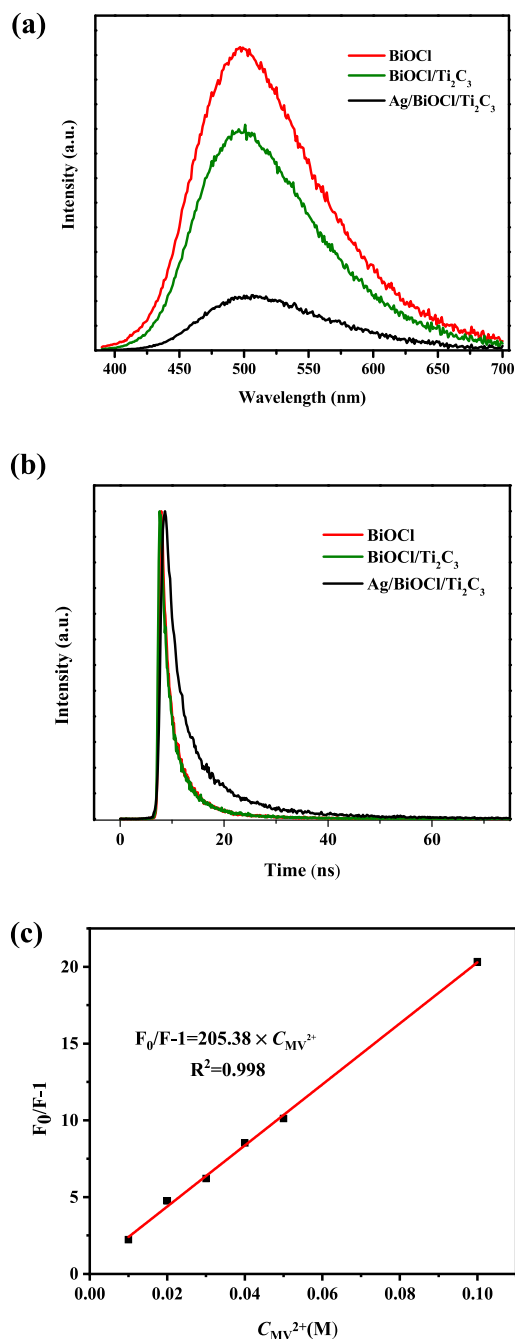 (a)
BiOCl
BiOCl/Ti₂C₃
Ag/BiOCl/Ti₂C₃
Intensity (a.u.)
400 450 500 550 600 650 700
Wavelength (nm)
(b)
BiOCl
BiOCl/Ti₂C₃
Ag/BiOCl/Ti₂C₃
Intensity (a.u.)
0 20 40 60
Time (ns)
(c)
20
15
10
5
0
F₀/F-1=205.38 × C_MV²⁺
R²=0.998
F₀/F-1
0.00 0.02 0.04 0.06 0.08 0.10
C_MV²⁺(M)